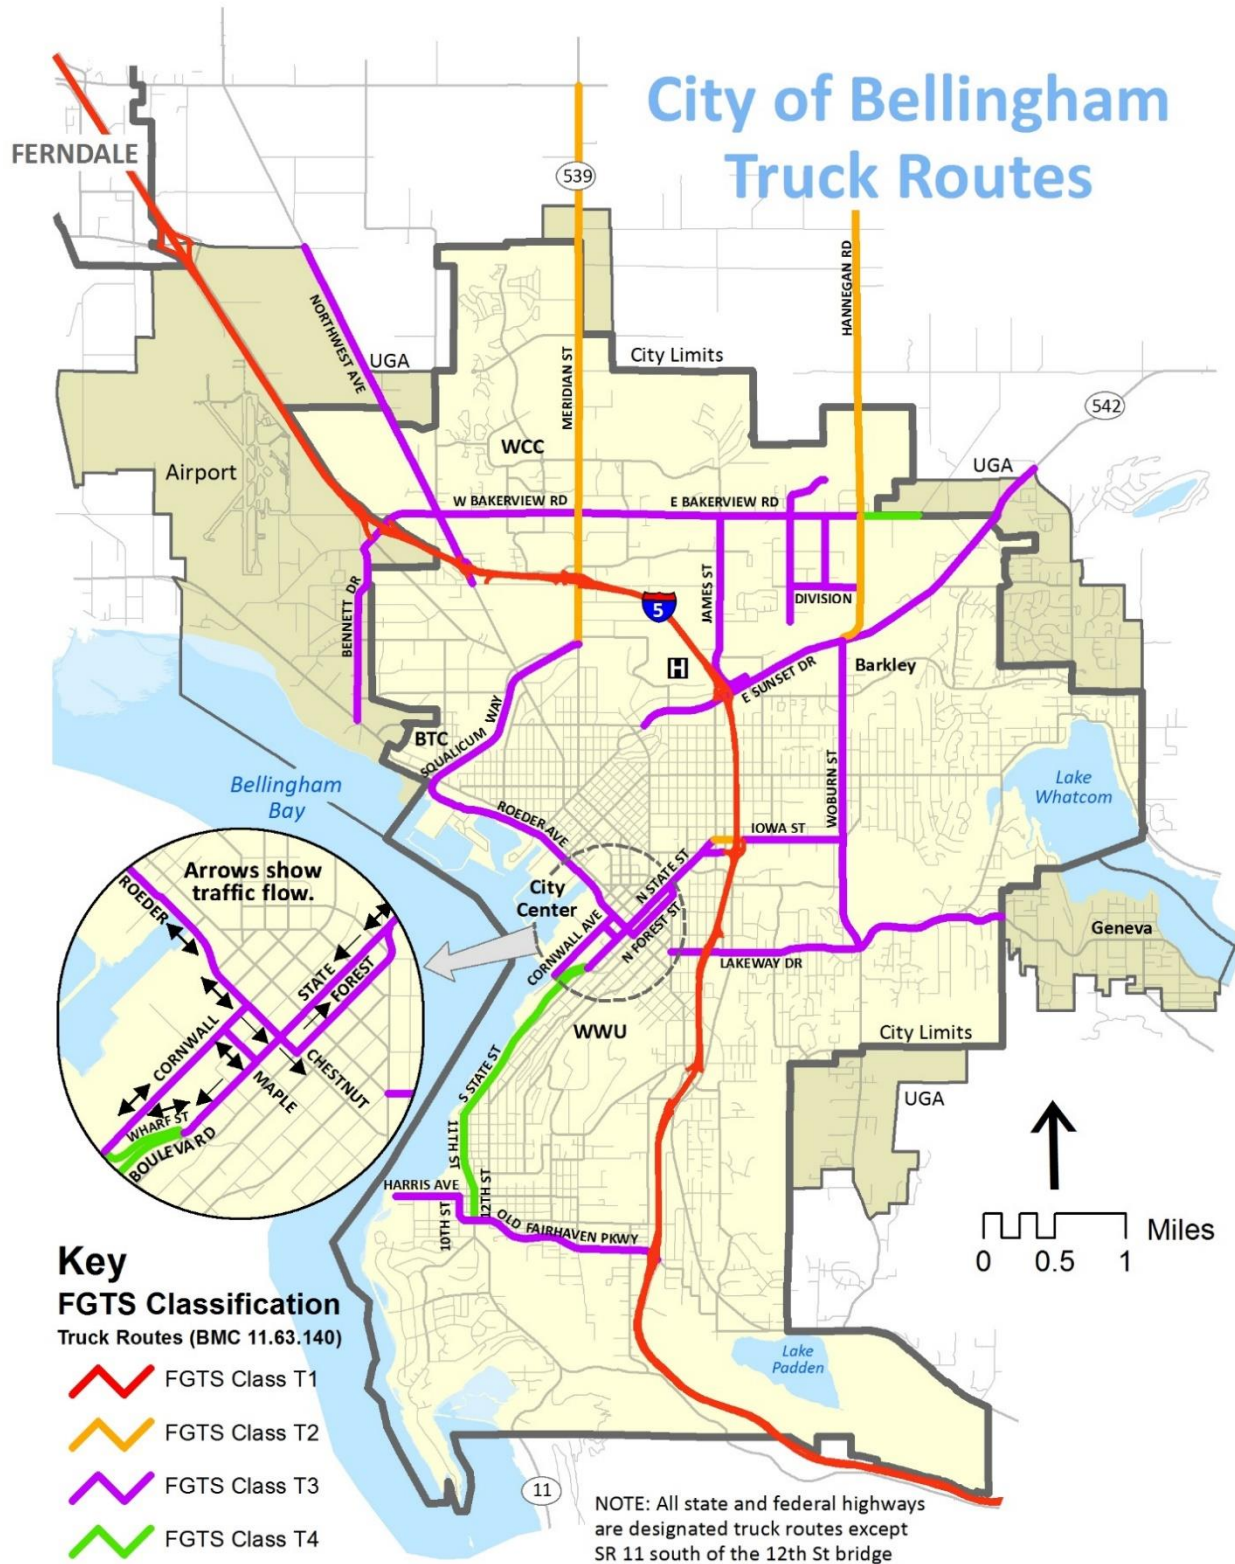 City of Bellingham
Truck Routes
FERNDALE
539
HANNEGAN RD
NORTHWEST AVE
UGA
MERIDIAN ST
City Limits
542
WCC
Airport
UGA
W BAKERVIEW RD
E BAKERVIEW RD
BENNETT DR
JAMES ST
DIVISION
5
H
E SUNSET DR
Barkley
BTC
SQUALICUM WAY
WOBURN ST
Lake
Whatcom
Bellingham
Bay
ROEDER AVE
IOWA ST
Arrows show
traffic flow.
N STATE ST
City
Center
CORNWALL AVE
N FOREST ST
LAKEWAY DR
Geneva
ROEDER
STATE
FOREST
CORNWALL
CHESTNUT
MAPLE
WHARF ST
BOULEVARD
WWU
City Limits
UGA
S STATE ST
11TH ST
12TH ST
HARRIS AVE
10TH ST
OLD FAIRHAVEN PKWY
Miles
0 0.5 1
Key
FGTS Classification
Truck Routes (BMC 11.63.140)
FGTS Class T1
FGTS Class T2
FGTS Class T3
FGTS Class T4
Lake
Padden
11
NOTE: All state and federal highways
are designated truck routes except
SR 11 south of the 12th St bridge